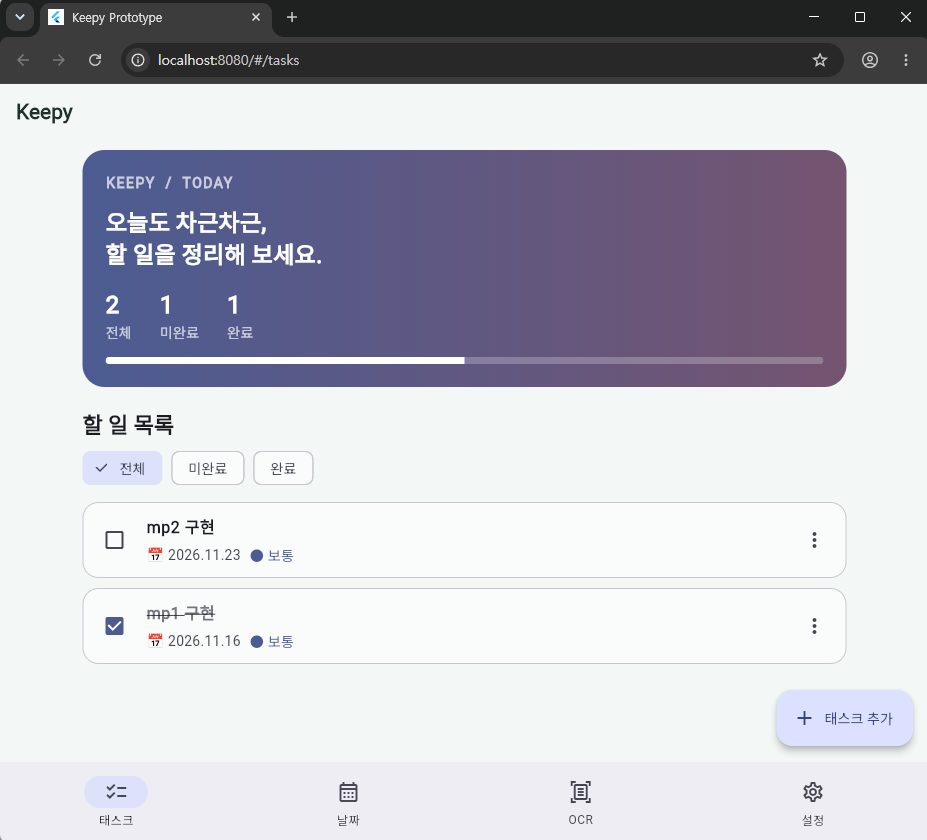 Keepy Prototype
localhost:8080/#/tasks
Keepy
KEEPY / TODAY
오늘도 차근차근,
할 일을 정리해 보세요.
2 1 1
전체 미완료 완료
할 일 목록
전체 미완료 완료
mp2 구현
📅 2026.11.23 보통
mp1 구현
📅 2026.11.16 보통
태스크 추가
태스크 날짜 OCR 설정